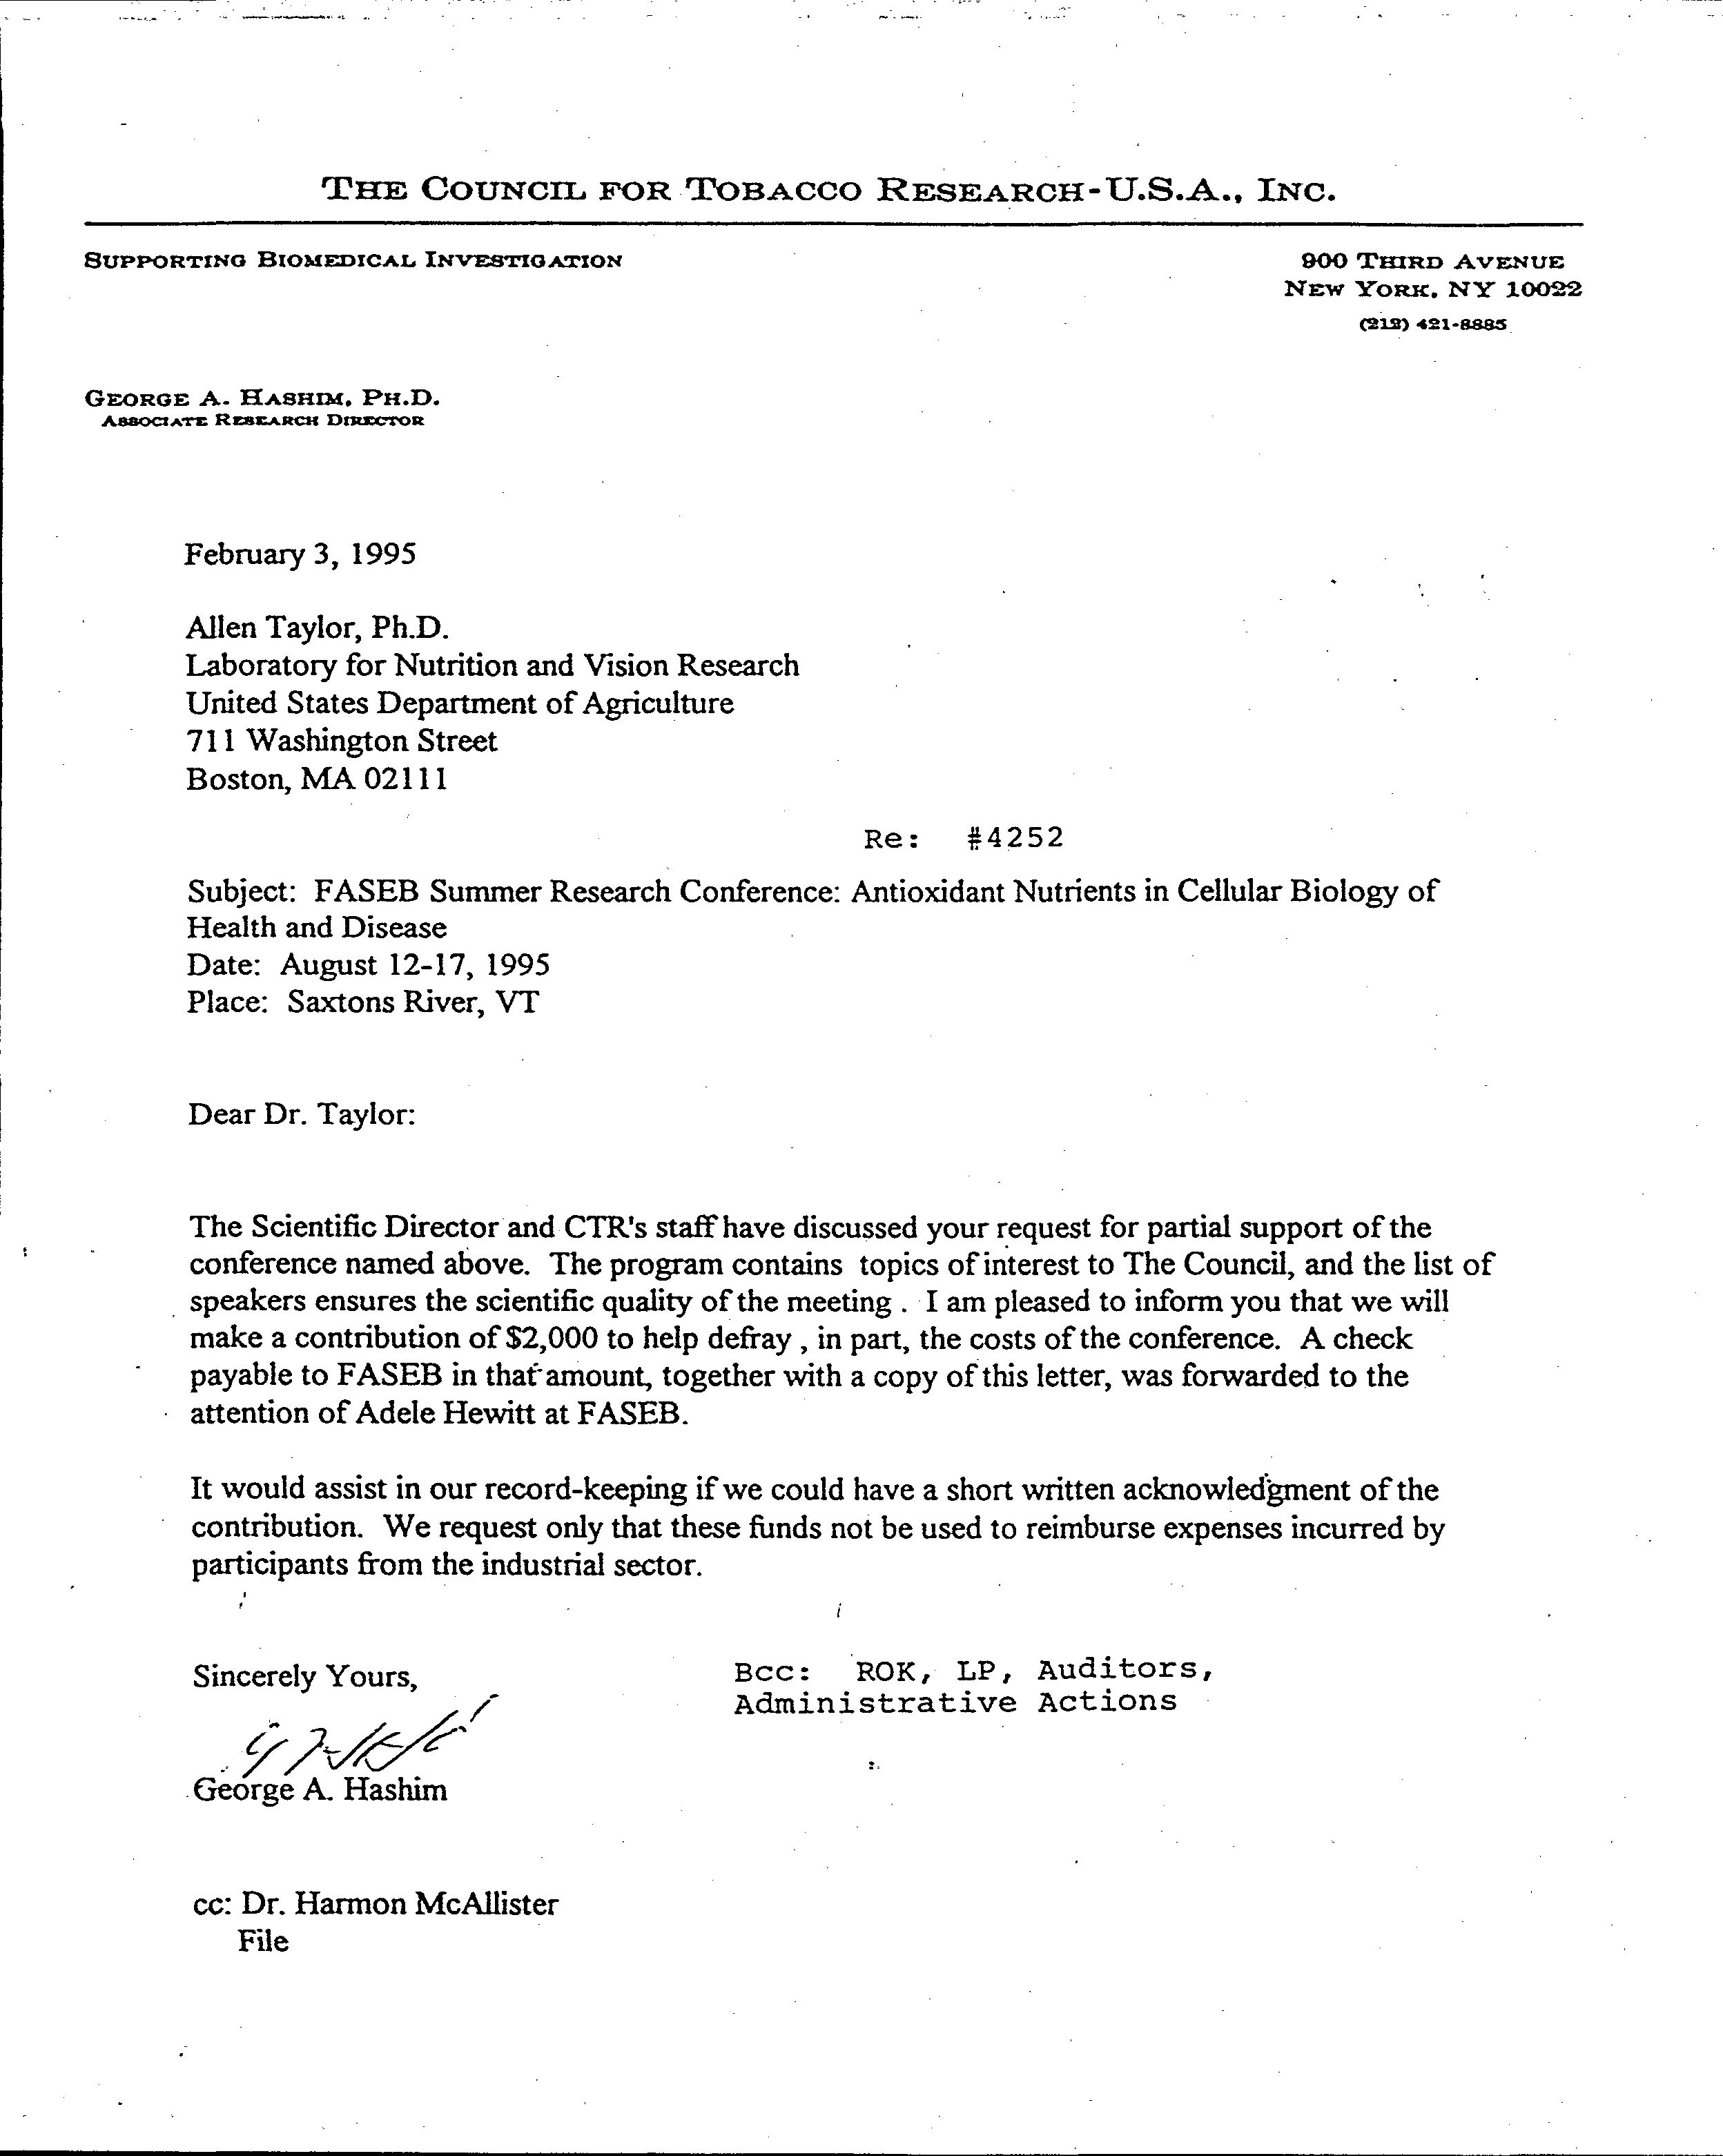 THE COUNCIL FOR TOBACCO RESEARCH-U.S.A., INC.
SUPPORTING BIOMEDICAL INVESTIGATION
900 THIRD AVENUE
NEW YORK, NY 10022
(212) 421-8885
GEORGE A. HASHIM, PH.D.
ASSOCIATE RESEARCH DIRECTOR
February 3, 1995
Allen Taylor, Ph.D.
Laboratory for Nutrition and Vision Research
United States Department of Agriculture
711 Washington Street
Boston, MA 02111
Re: #4252
Subject: FASEB Summer Research Conference: Antioxidant Nutrients in Cellular Biology of
Health and Disease
Date: August 12-17, 1995
Place: Saxtons River, VT
Dear Dr. Taylor:
The Scientific Director and CTR's staff have discussed your request for partial support of the
conference named above. The program contains topics of interest to The Council, and the list of
speakers ensures the scientific quality of the meeting . I am pleased to inform you that we will
make a contribution of $2,000 to help defray , in part, the costs of the conference. A check
payable to FASEB in that amount, together with a copy of this letter, was forwarded to the
attention of Adele Hewitt at FASEB.
It would assist in our record-keeping if we could have a short written acknowledgment of the
contribution. We request only that these funds not be used to reimburse expenses incurred by
participants from the industrial sector.
Sincerely Yours,
Bcc: ROK, LP, Auditors,
Administrative Actions
George A. Hashim
cc: Dr. Harmon McAllister
File